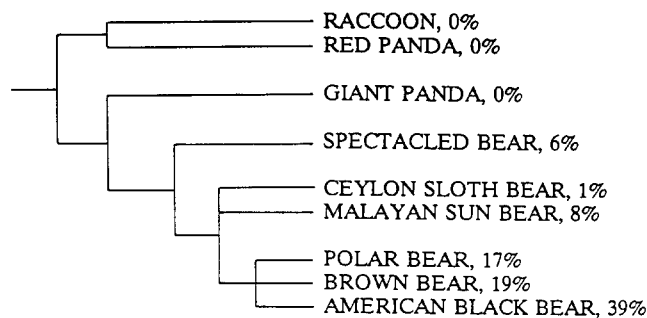 RACCOON, 0%
RED PANDA, 0%
GIANT PANDA, 0%
SPECTACLED BEAR, 6%
CEYLON SLOTH BEAR, 1%
MALAYAN SUN BEAR, 8%
POLAR BEAR, 17%
BROWN BEAR, 19%
AMERICAN BLACK BEAR, 39%